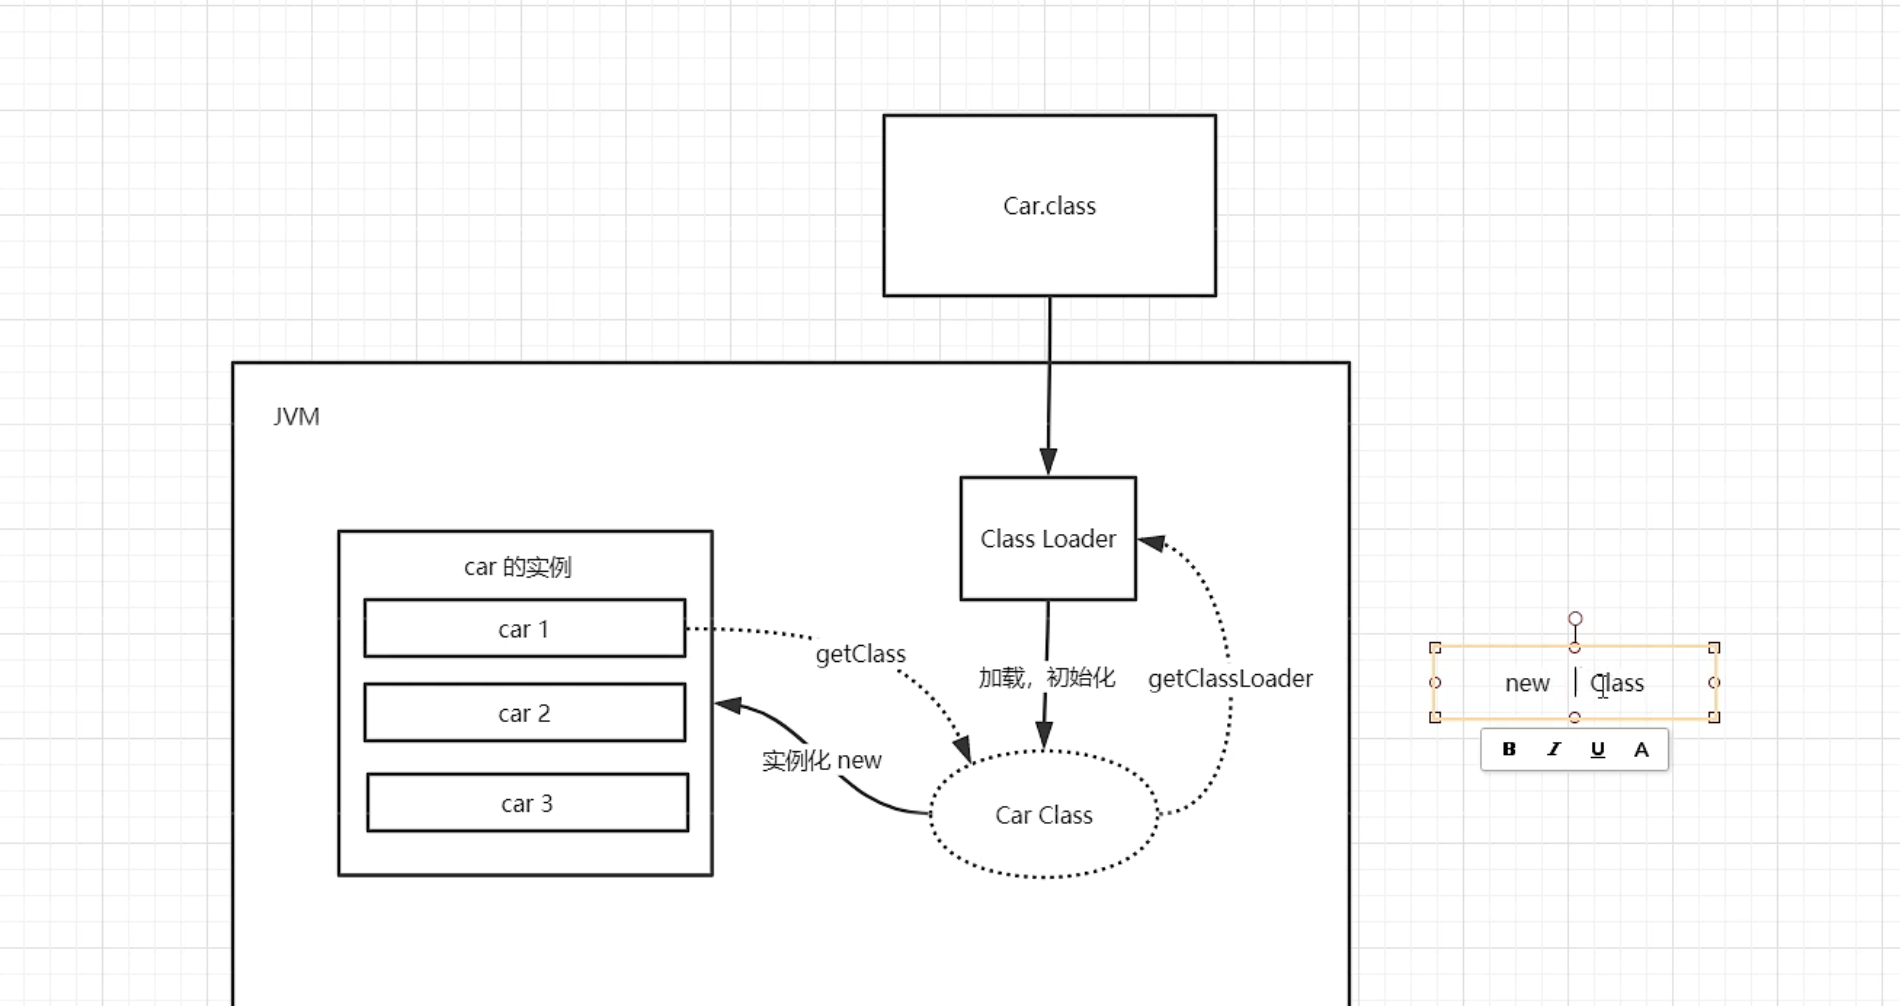 Car.class
JVM
Class Loader
car 的实例
car 1
getClass
加载，初始化
getClassLoader
new Class
car 2
实例化 new
car 3
Car Class
B I U A